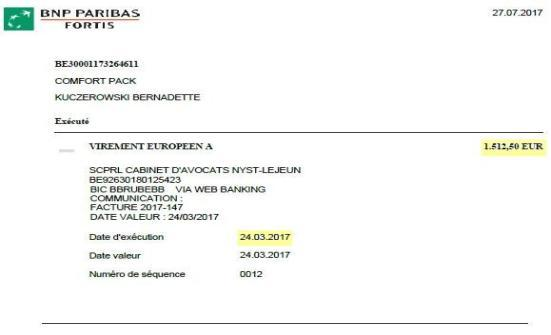 BNP PARIBAS
FORTIS
27.07.2017
BE30001173264611
COMFORT PACK
KUCZEROWSKI BERNADETTE
Exécuté
VIREMENT EUROPEEN A
1.512,50 EUR
SCPRL CABINET D'AVOCATS NYST-LEJEUN
BE92630180125423
BIC BBRUBEBB VIA WEB BANKING
COMMUNICATION :
FACTURE 2017-147
DATE VALEUR : 24/03/2017
Date d'exécution 24.03.2017
Date valeur 24.03.2017
Numéro de séquence 0012